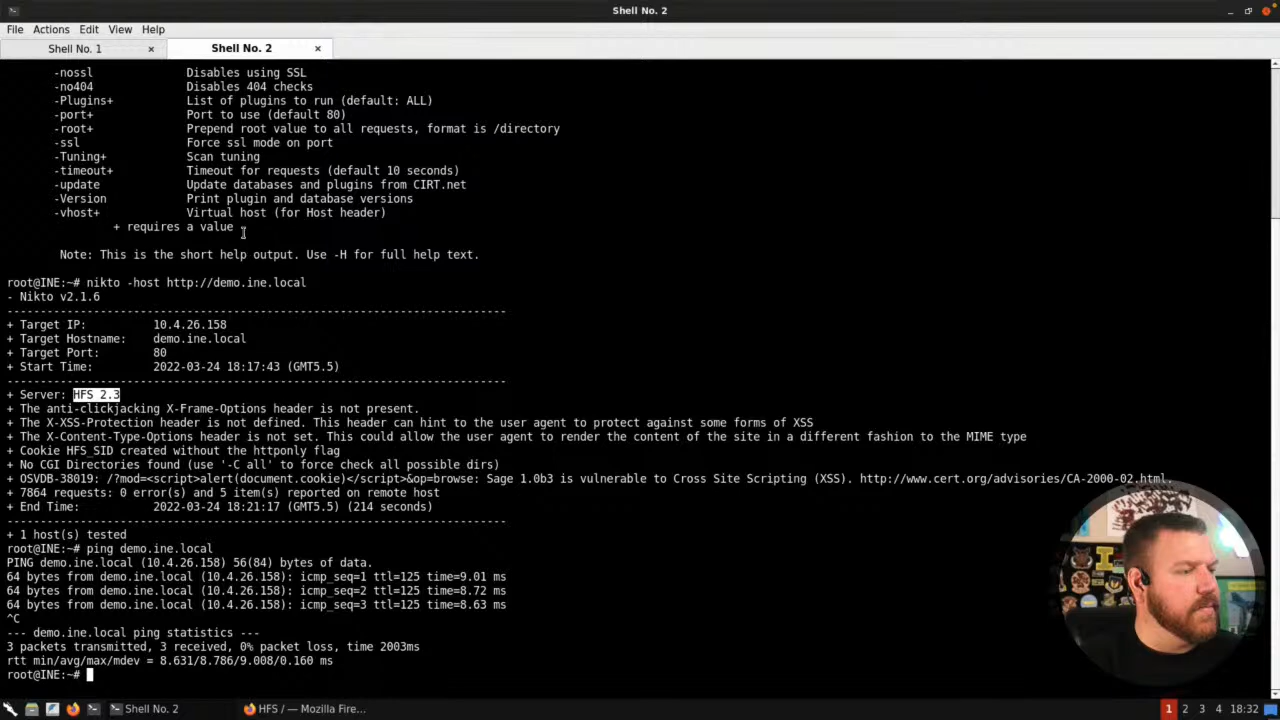 Shell No. 2
File Actions Edit View Help
Shell No. 1 × Shell No. 2 ×
-nossl Disables using SSL
-no404 Disables 404 checks
-Plugins+ List of plugins to run (default: ALL)
-port+ Port to use (default 80)
-root+ Prepend root value to all requests, format is /directory
-ssl Force ssl mode on port
-Tuning+ Scan tuning
-timeout+ Timeout for requests (default 10 seconds)
-update Update databases and plugins from CIRT.net
-Version Print plugin and database versions
-vhost+ Virtual host (for Host header)
+ requires a value
Note: This is the short help output. Use -H for full help text.
root@INE:~# nikto -host http://demo.ine.local
- Nikto v2.1.6
---------------------------------------------------------------------------
+ Target IP: 10.4.26.158
+ Target Hostname: demo.ine.local
+ Target Port: 80
+ Start Time: 2022-03-24 18:17:43 (GMT5.5)
---------------------------------------------------------------------------
+ Server: HFS 2.3
+ The anti-clickjacking X-Frame-Options header is not present.
+ The X-XSS-Protection header is not defined. This header can hint to the user agent to protect against some forms of XSS
+ The X-Content-Type-Options header is not set. This could allow the user agent to render the content of the site in a different fashion to the MIME type
+ Cookie HFS_SID created without the httponly flag
+ No CGI Directories found (use '-C all' to force check all possible dirs)
+ OSVDB-38019: /?mod=<script>alert(document.cookie)</script>&op=browse: Sage 1.0b3 is vulnerable to Cross Site Scripting (XSS). http://www.cert.org/advisories/CA-2000-02.html.
+ 7864 requests: 0 error(s) and 5 item(s) reported on remote host
+ End Time: 2022-03-24 18:21:17 (GMT5.5) (214 seconds)
---------------------------------------------------------------------------
+ 1 host(s) tested
root@INE:~# ping demo.ine.local
PING demo.ine.local (10.4.26.158) 56(84) bytes of data.
64 bytes from demo.ine.local (10.4.26.158): icmp_seq=1 ttl=125 time=9.01 ms
64 bytes from demo.ine.local (10.4.26.158): icmp_seq=2 ttl=125 time=8.72 ms
64 bytes from demo.ine.local (10.4.26.158): icmp_seq=3 ttl=125 time=8.63 ms
^C
--- demo.ine.local ping statistics ---
3 packets transmitted, 3 received, 0% packet loss, time 2003ms
rtt min/avg/max/mdev = 8.631/8.786/9.008/0.160 ms
root@INE:~#
Shell No. 2 HFS / — Mozilla Fire... 1 2 3 4 18:32